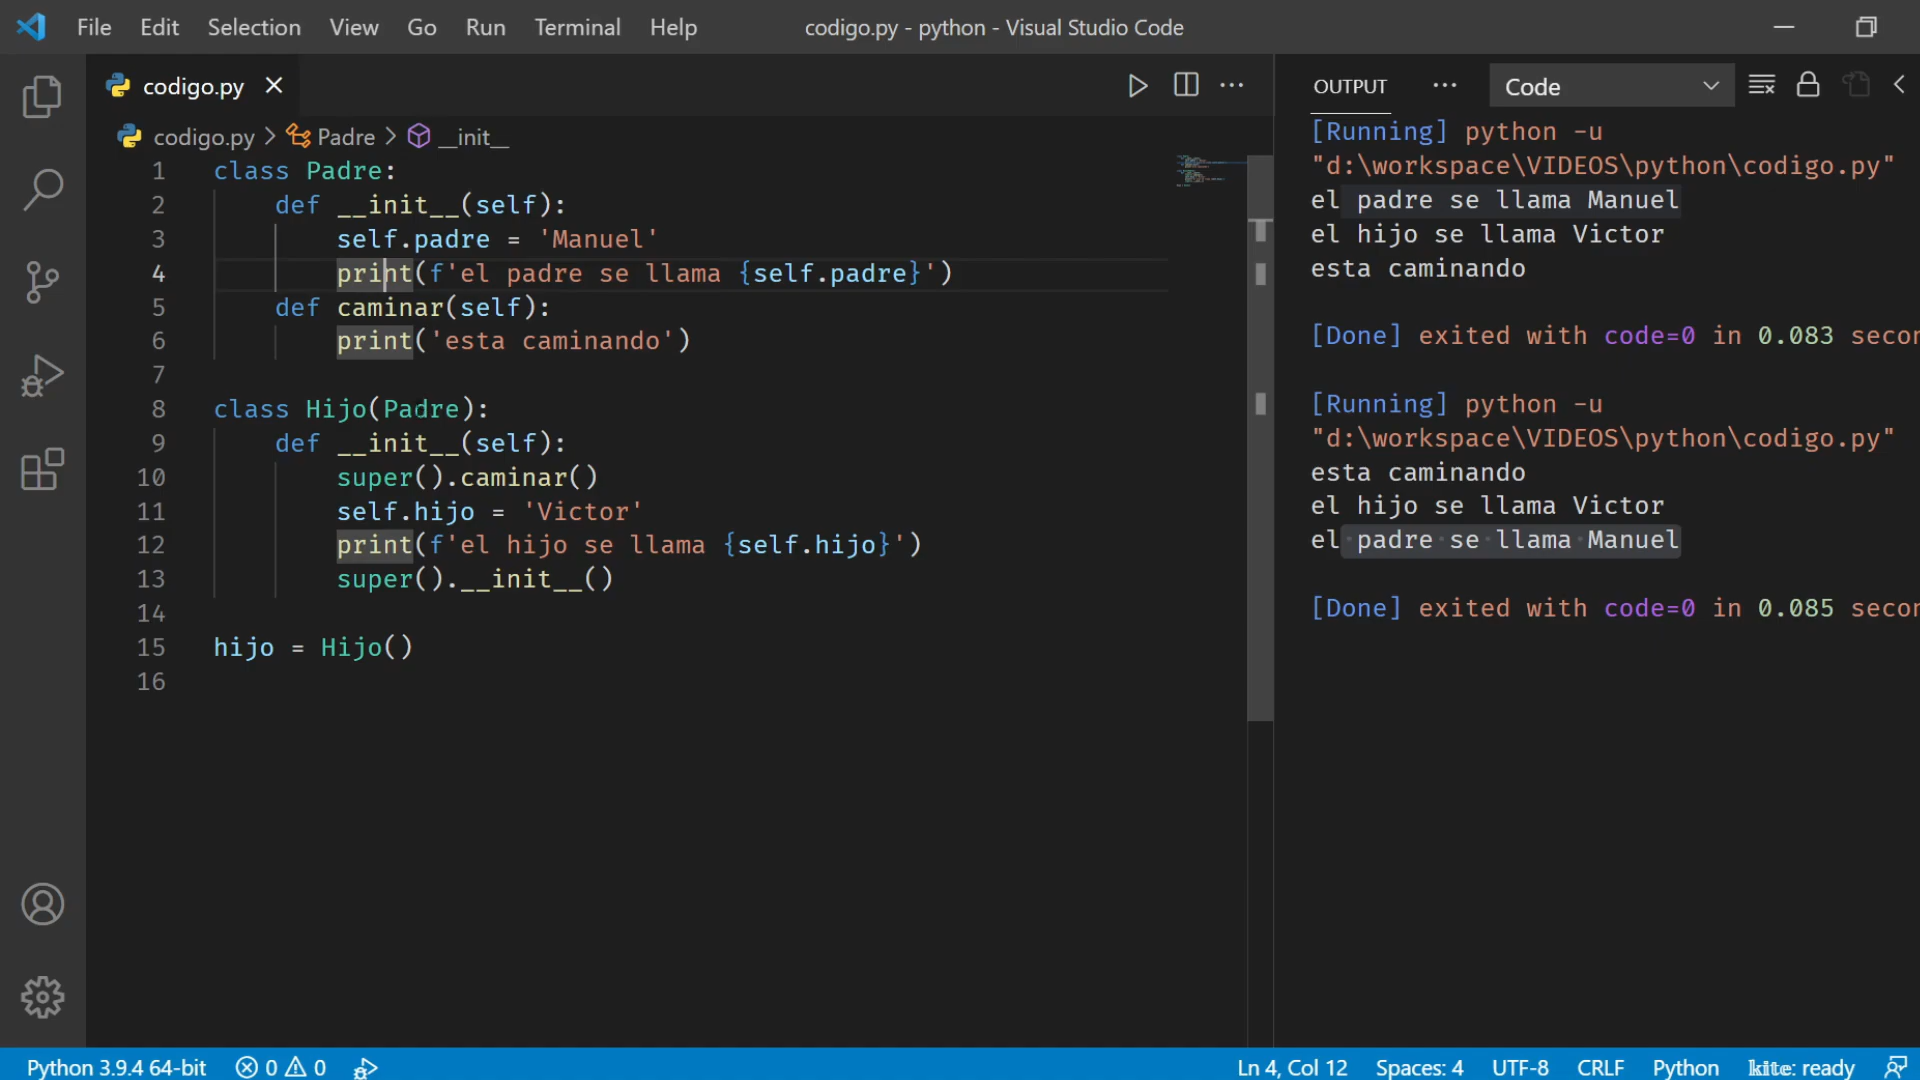 File Edit Selection View Go Run Terminal Help codigo.py - python - Visual Studio Code
codigo.py
codigo.py > Padre > __init__
1 class Padre:
2 def __init__(self):
3 self.padre = 'Manuel'
4 print(f'el padre se llama {self.padre}')
5 def caminar(self):
6 print('esta caminando')
7
8 class Hijo(Padre):
9 def __init__(self):
10 super().caminar()
11 self.hijo = 'Victor'
12 print(f'el hijo se llama {self.hijo}')
13 super().__init__()
14
15 hijo = Hijo()
16
OUTPUT ··· Code
[Running] python -u
"d:\workspace\VIDEOS\python\codigo.py"
el padre se llama Manuel
el hijo se llama Victor
esta caminando
[Done] exited with code=0 in 0.083 secon
[Running] python -u
"d:\workspace\VIDEOS\python\codigo.py"
esta caminando
el hijo se llama Victor
el padre se llama Manuel
[Done] exited with code=0 in 0.085 secon
Python 3.9.4 64-bit 0 0 Ln 4, Col 12 Spaces: 4 UTF-8 CRLF Python kite: ready